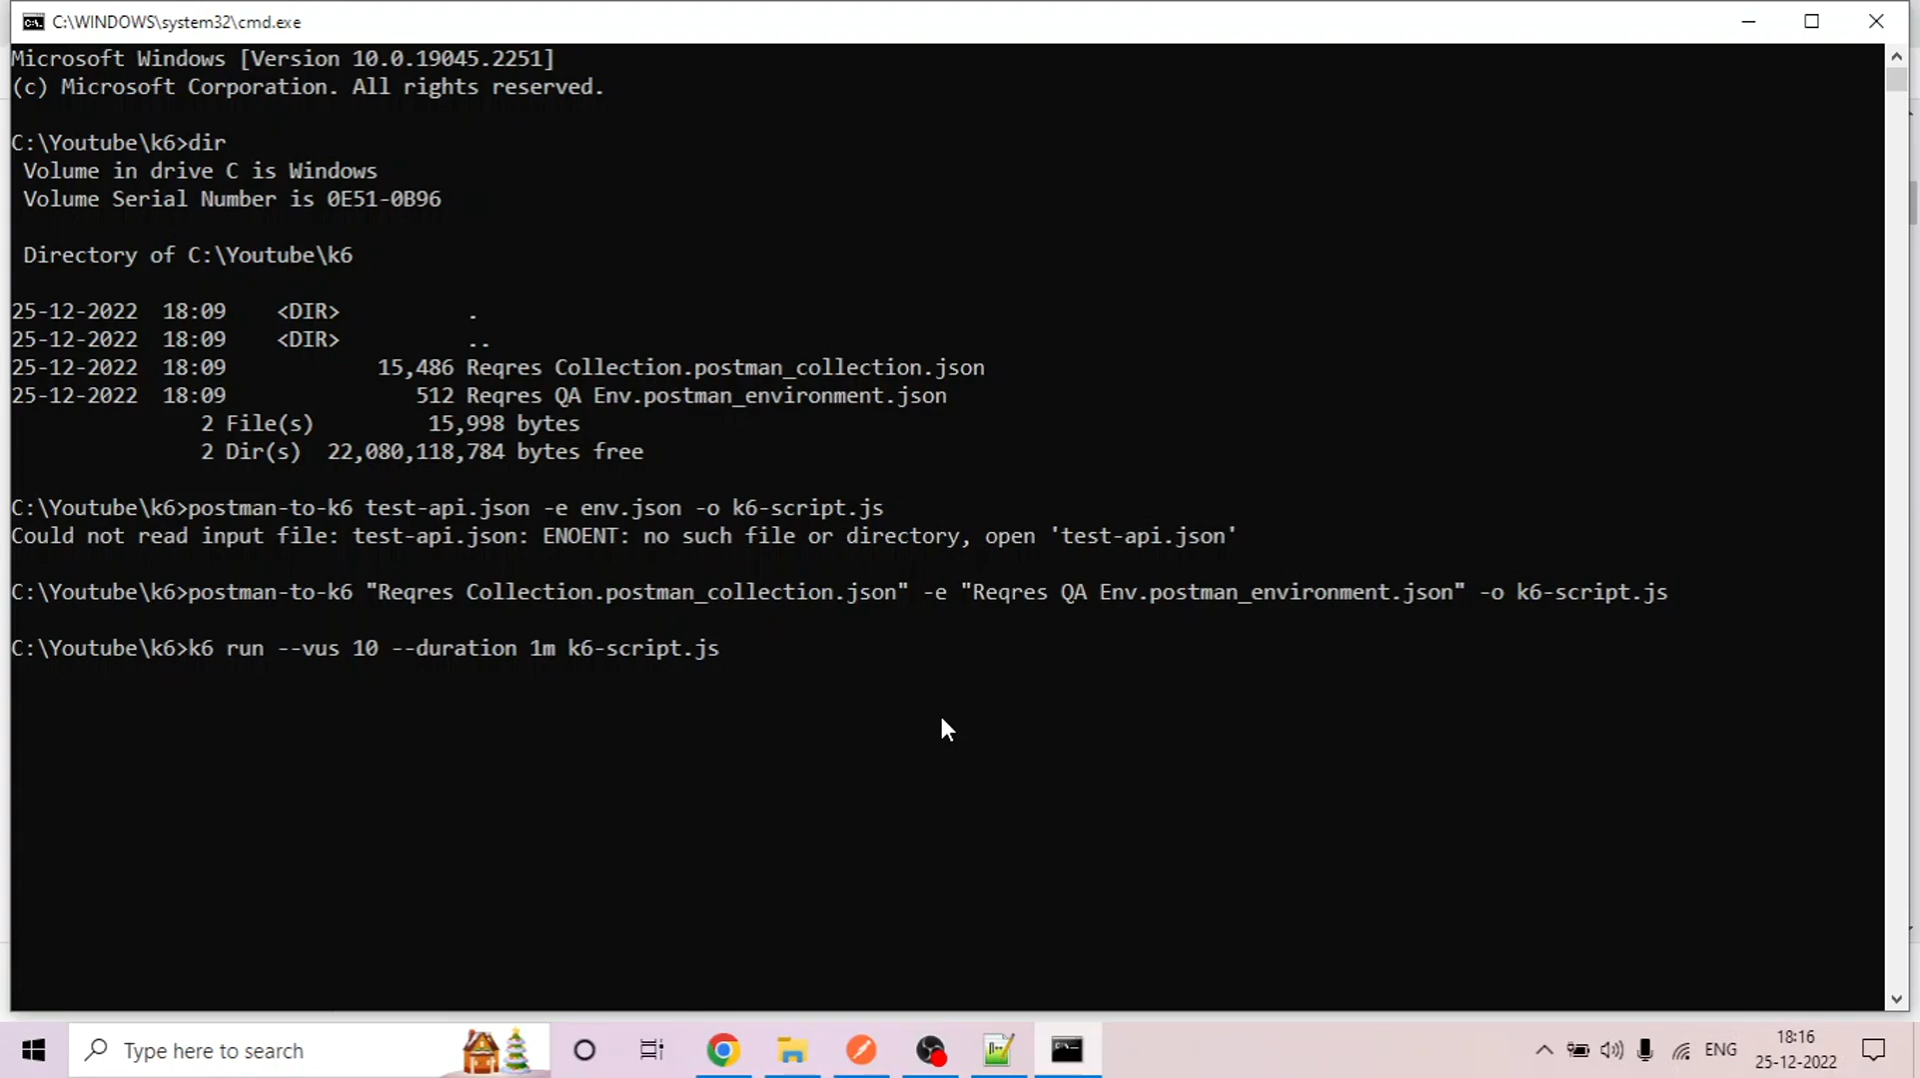 C:\WINDOWS\system32\cmd.exe
Microsoft Windows [Version 10.0.19045.2251]
(c) Microsoft Corporation. All rights reserved.
C:\Youtube\k6>dir
Volume in drive C is Windows
Volume Serial Number is 0E51-0B96
Directory of C:\Youtube\k6
25-12-2022  18:09    <DIR>          .
25-12-2022  18:09    <DIR>          ..
25-12-2022  18:09            15,486 Reqres Collection.postman_collection.json
25-12-2022  18:09               512 Reqres QA Env.postman_environment.json
2 File(s)         15,998 bytes
2 Dir(s)  22,080,118,784 bytes free
C:\Youtube\k6>postman-to-k6 test-api.json -e env.json -o k6-script.js
Could not read input file: test-api.json: ENOENT: no such file or directory, open 'test-api.json'
C:\Youtube\k6>postman-to-k6 "Reqres Collection.postman_collection.json" -e "Reqres QA Env.postman_environment.json" -o k6-script.js
C:\Youtube\k6>k6 run --vus 10 --duration 1m k6-script.js
Type here to search
ENG
18:16
25-12-2022